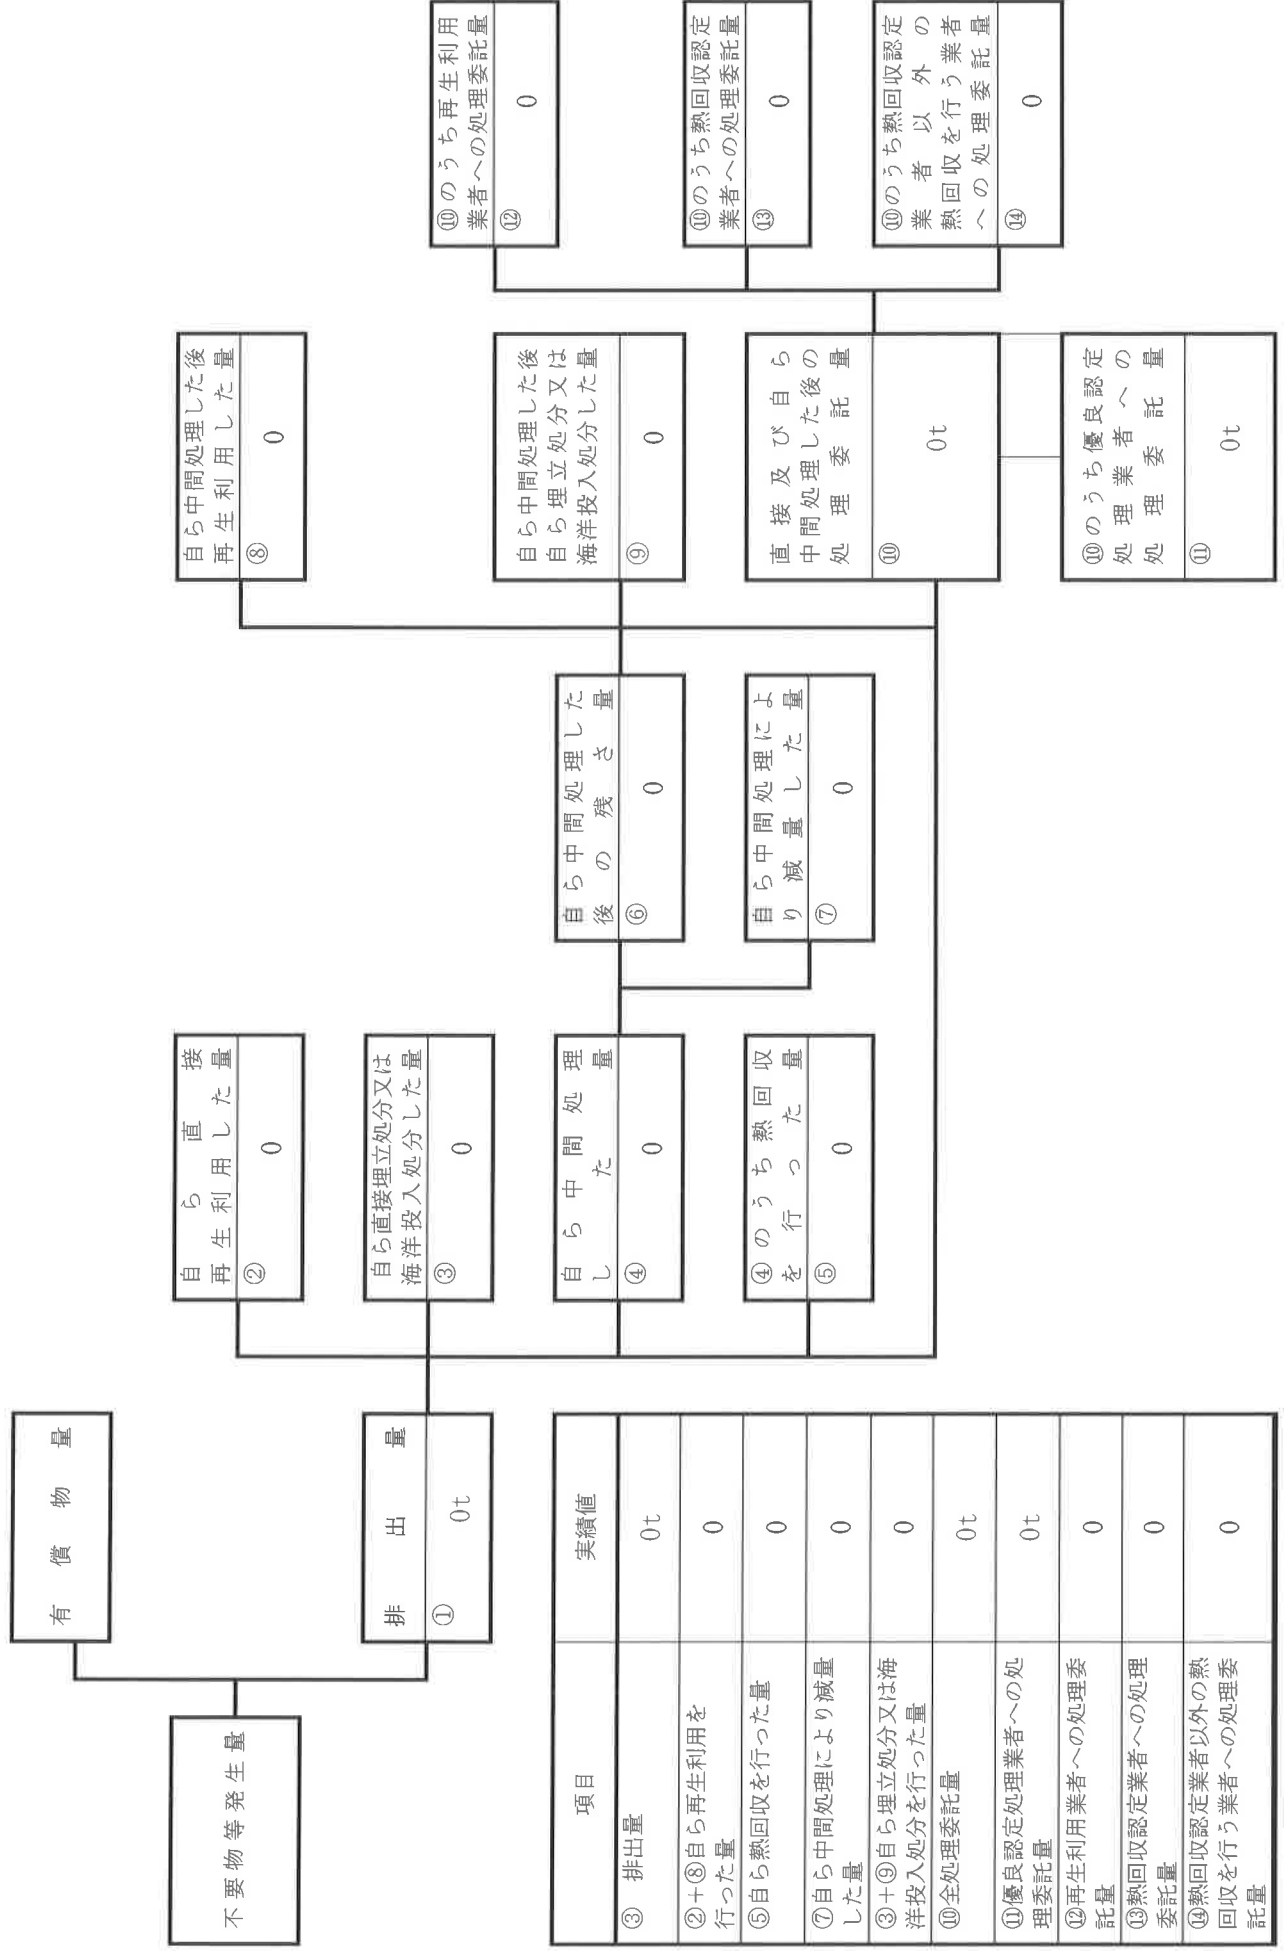 不要物等発生量
有償物量
排出量
①
0t
自ら直接
再生利用した量
②
0
自ら直接埋立処分又は
海洋投入処分した量
③
0
自ら中間処理
した量
④
0
④のうち熱回収
を行った量
⑤
0
自ら中間処理した
後の残さ量
⑥
0
自ら中間処理によ
り減量した量
⑦
0
自ら中間処理した後
再生利用した量
⑧
0
自ら中間処理した後
自ら埋立処分又は
海洋投入処分した量
⑨
0
直接及び自ら
中間処理した後の
処理委託量
⑩
0t
⑩のうち優良認定
処理業者への
処理委託量
⑪
0t
⑩のうち再生利用
業者への処理委託量
⑫
0
⑩のうち熱回収認定
業者への処理委託量
⑬
0
⑩のうち熱回収認定
業者以外の
熱回収を行う業者
への処理委託量
⑭
0
項目 実績値
③ 排出量 0t
②+⑧自ら再生利用を
行った量 0
⑤自ら熱回収を行った量 0
⑦自ら中間処理により減量
した量 0
③+⑨自ら埋立処分又は海
洋投入処分を行った量 0
⑩全処理委託量 0t
⑪優良認定処理業者への処
理委託量 0t
⑫再生利用業者への処理委
託量 0
⑬熱回収認定業者への処理
委託量 0
⑭熱回収認定業者以外の熱
回収を行う業者への処理委
託量 0